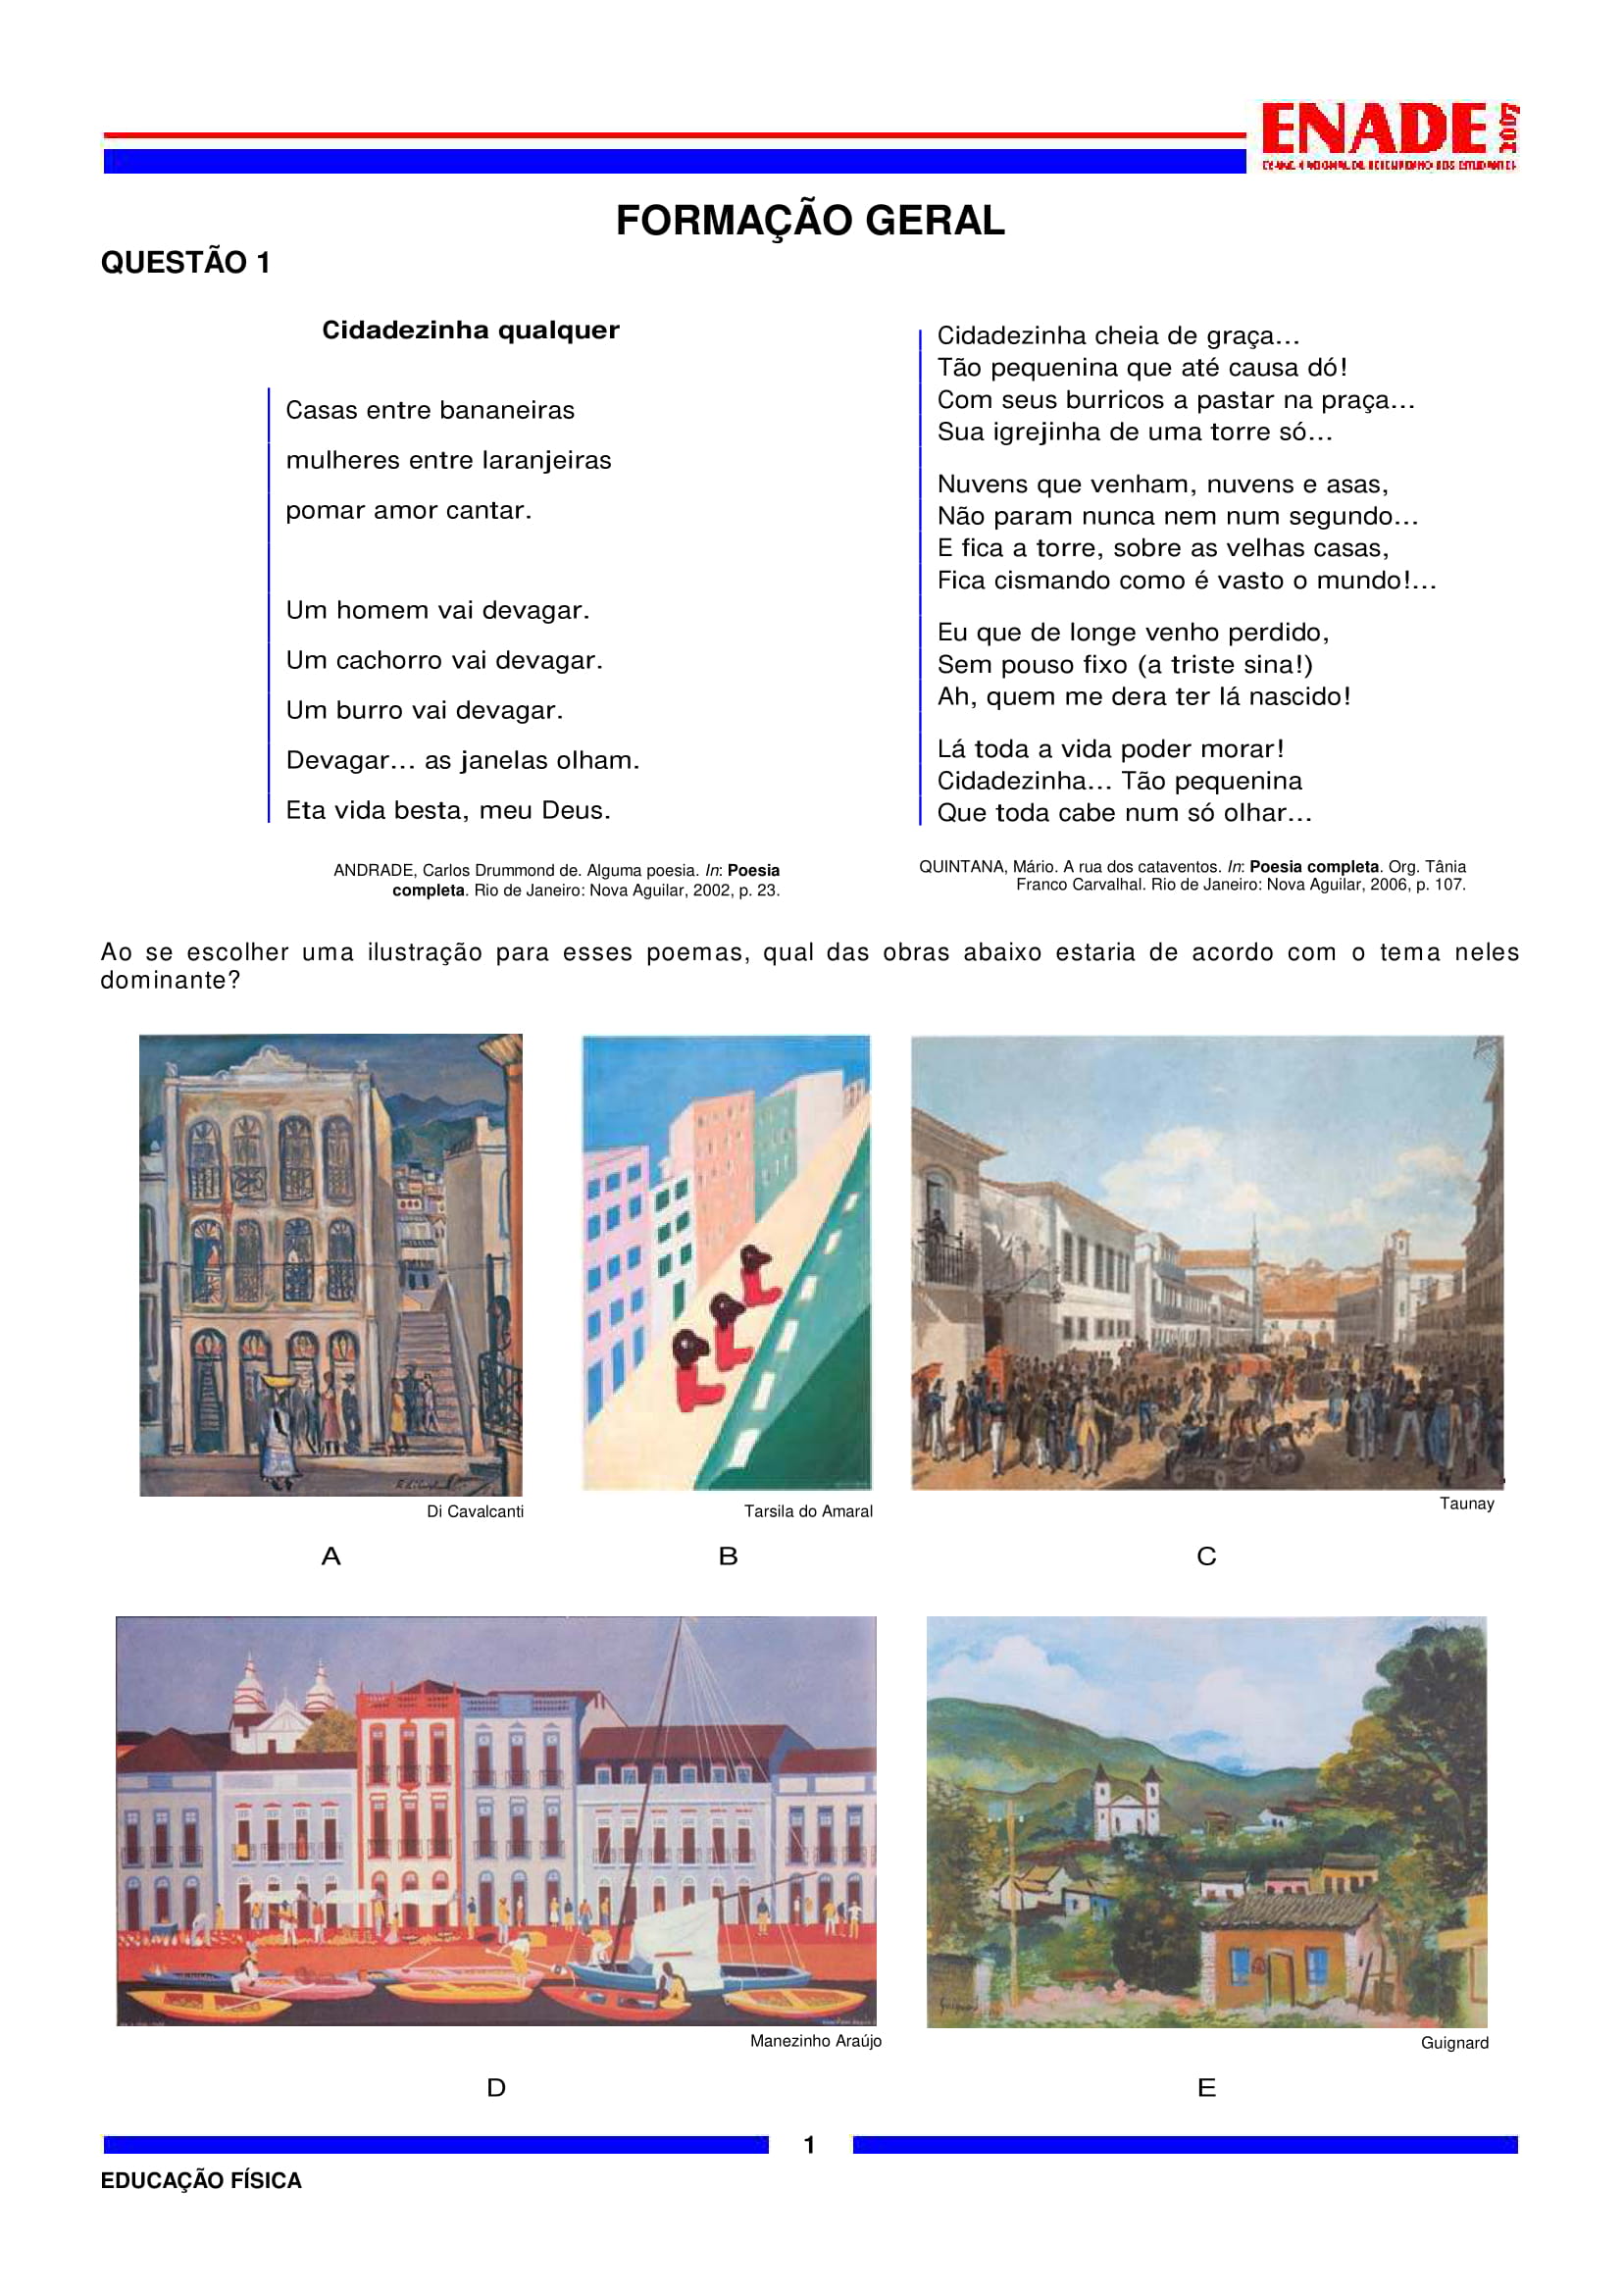 ENADE 2007
EXAME NACIONAL DE DESEMPENHO DOS ESTUDANTES
FORMAÇÃO GERAL
QUESTÃO 1
Cidadezinha qualquer
Casas entre bananeiras
mulheres entre laranjeiras
pomar amor cantar.
Um homem vai devagar.
Um cachorro vai devagar.
Um burro vai devagar.
Devagar... as janelas olham.
Eta vida besta, meu Deus.
ANDRADE, Carlos Drummond de. Alguma poesia. In: Poesia
completa. Rio de Janeiro: Nova Aguilar, 2002, p. 23.
Cidadezinha cheia de graça...
Tão pequenina que até causa dó!
Com seus burricos a pastar na praça...
Sua igrejinha de uma torre só...
Nuvens que venham, nuvens e asas,
Não param nunca nem num segundo...
E fica a torre, sobre as velhas casas,
Fica cismando como é vasto o mundo!...
Eu que de longe venho perdido,
Sem pouso fixo (a triste sina!)
Ah, quem me dera ter lá nascido!
Lá toda a vida poder morar!
Cidadezinha... Tão pequenina
Que toda cabe num só olhar...
QUINTANA, Mário. A rua dos cataventos. In: Poesia completa. Org. Tânia
Franco Carvalhal. Rio de Janeiro: Nova Aguilar, 2006, p. 107.
Ao se escolher uma ilustração para esses poemas, qual das obras abaixo estaria de acordo com o tema neles
dominante?
Di Cavalcanti
Tarsila do Amaral
Taunay
A
B
C
Manezinho Araújo
Guignard
D
E
1
EDUCAÇÃO FÍSICA